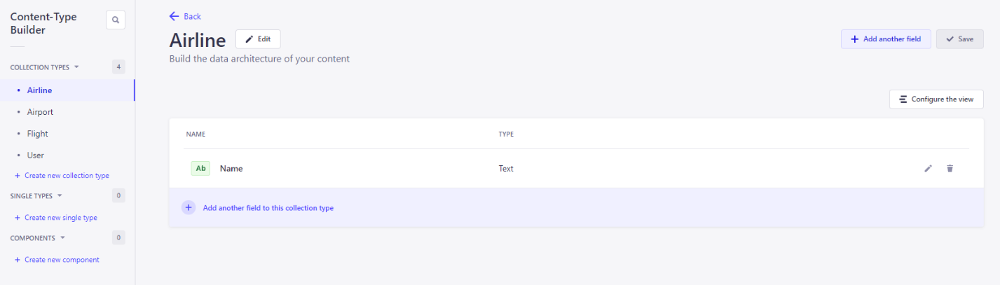 Content-Type
Builder
COLLECTION TYPES 4
Airline
Airport
Flight
User
Create new collection type
SINGLE TYPES 0
Create new single type
COMPONENTS 0
Create new component
Back
Airline Edit
Build the data architecture of your content
Add another field Save
Configure the view
NAME TYPE
Ab Name Text
Add another field to this collection type